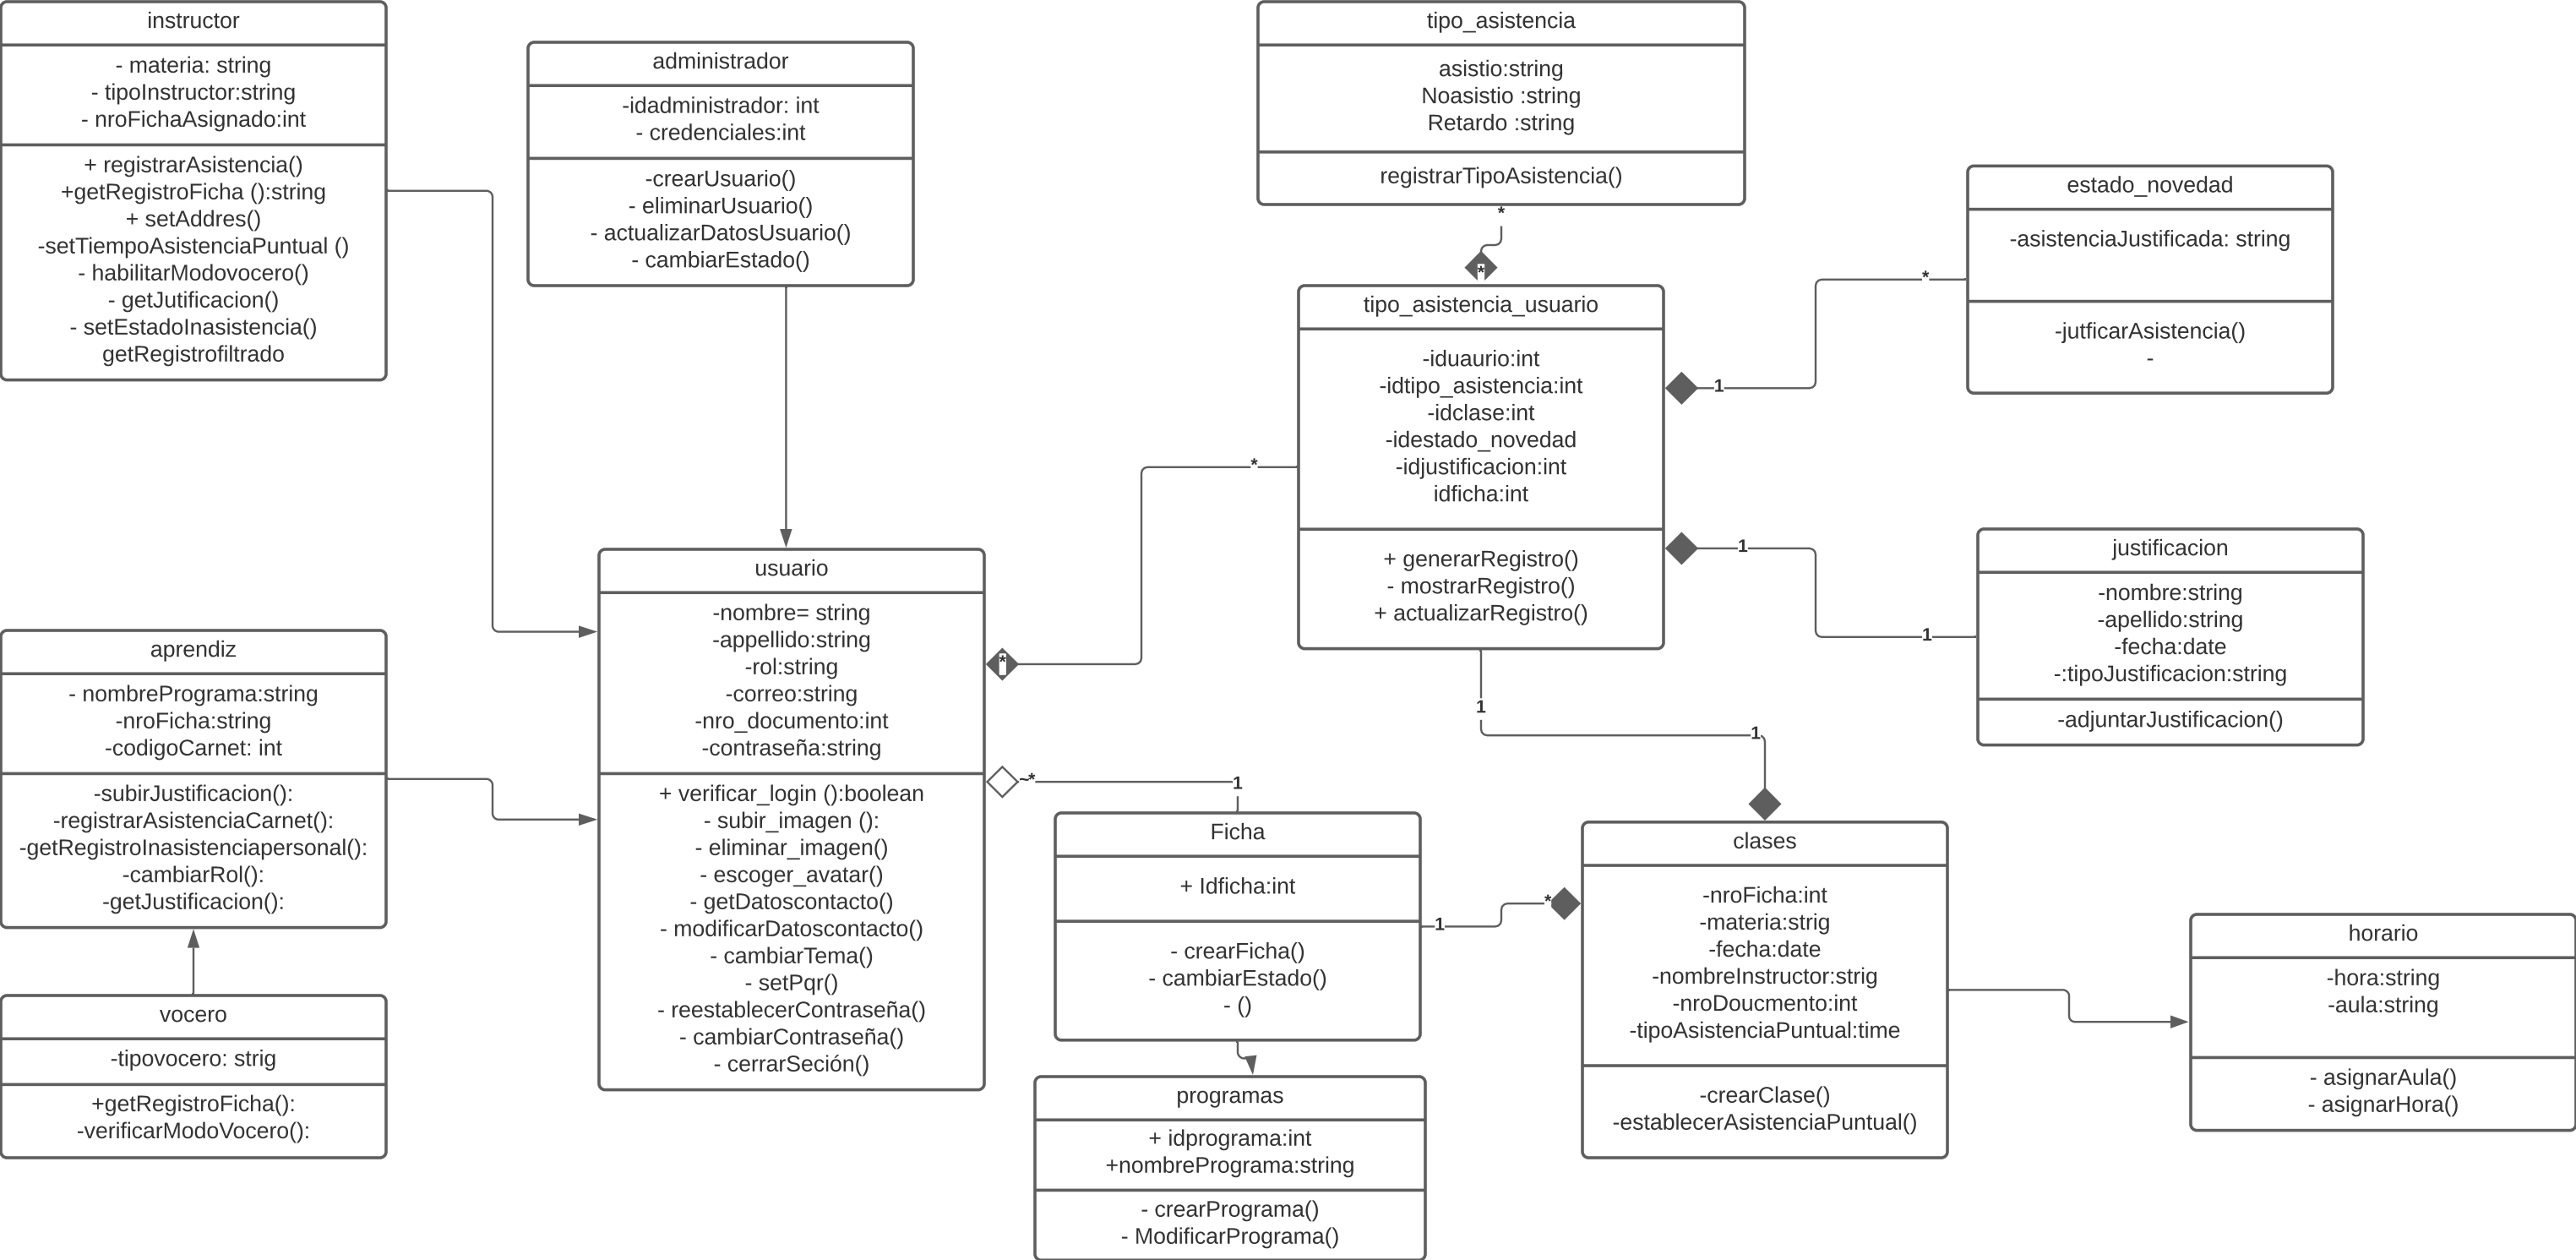 instructor
- materia: string
- tipoInstructor:string
- nroFichaAsignado:int
+ registrarAsistencia()
+getRegistroFicha ():string
+ setAddres()
-setTiempoAsistenciaPuntual ()
- habilitarModovocero()
- getJutificacion()
- setEstadoInasistencia()
getRegistrofiltrado
administrador
-idadministrador: int
- credenciales:int
-crearUsuario()
- eliminarUsuario()
- actualizarDatosUsuario()
- cambiarEstado()
tipo_asistencia
asistio:string
Noasistio :string
Retardo :string
registrarTipoAsistencia()
*
*
estado_novedad
-asistenciaJustificada: string
-jutficarAsistencia()
-
tipo_asistencia_usuario
-iduaurio:int
-idtipo_asistencia:int
-idclase:int
-idestado_novedad
-idjustificacion:int
idficha:int
+ generarRegistro()
- mostrarRegistro()
+ actualizarRegistro()
*
1
*
*
1
1
1
1
justificacion
-nombre:string
-apellido:string
-fecha:date
-:tipoJustificacion:string
-adjuntarJustificacion()
usuario
-nombre= string
-appellido:string
-rol:string
-correo:string
-nro_documento:int
-contraseña:string
+ verificar_login ():boolean
- subir_imagen ():
- eliminar_imagen()
- escoger_avatar()
- getDatoscontacto()
- modificarDatoscontacto()
- cambiarTema()
- setPqr()
- reestablecerContraseña()
- cambiarContraseña()
- cerrarSeción()
aprendiz
- nombrePrograma:string
-nroFicha:string
-codigoCarnet: int
-subirJustificacion():
-registrarAsistenciaCarnet():
-getRegistroInasistenciapersonal():
-cambiarRol():
-getJustificacion():
vocero
-tipovocero: strig
+getRegistroFicha():
-verificarModoVocero():
~*
1
Ficha
+ Idficha:int
- crearFicha()
- cambiarEstado()
- ()
1
*
programas
+ idprograma:int
+nombrePrograma:string
- crearPrograma()
- ModificarPrograma()
clases
-nroFicha:int
-materia:strig
-fecha:date
-nombreInstructor:strig
-nroDoucmento:int
-tipoAsistenciaPuntual:time
-crearClase()
-establecerAsistenciaPuntual()
horario
-hora:string
-aula:string
- asignarAula()
- asignarHora()